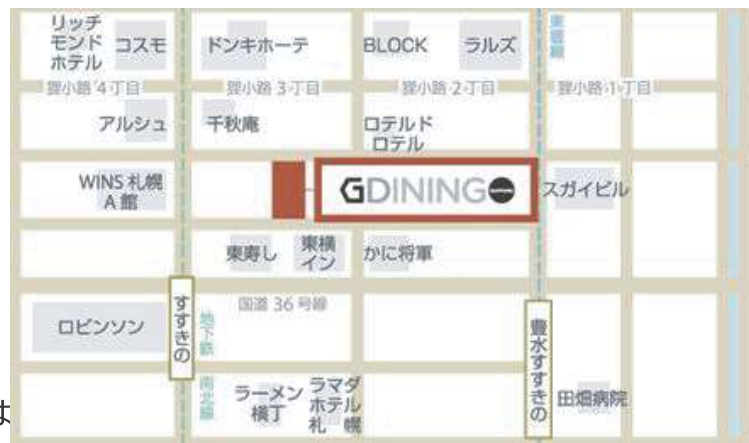 リッチ
モンド
ホテル
コスモ
ドンキホーテ
BLOCK
ラルズ
東豊線
狸小路4丁目
狸小路3丁目
狸小路2丁目
狸小路1丁目
アルシュ
千秋庵
ロテルド
ロテル
WINS札幌
A館
GDINING
スガイビル
東寿し
東横
イン
かに将軍
すすきの
国道36号線
ロビンソン
地下鉄
豊水すすきの
南北線
ラーメン
横丁
ラマダ
ホテル
札幌
田畑病院
は